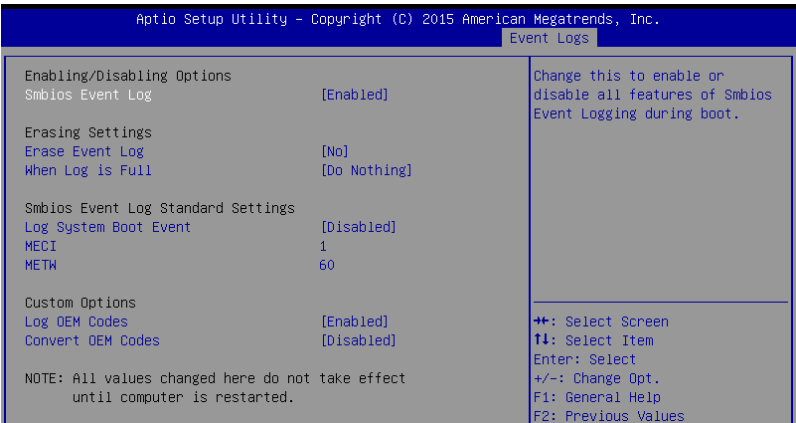 Aptio Setup Utility – Copyright (C) 2015 American Megatrends, Inc.
Event Logs
Enabling/Disabling Options
Smbios Event Log [Enabled]
Erasing Settings
Erase Event Log [No]
When Log is Full [Do Nothing]
Smbios Event Log Standard Settings
Log System Boot Event [Disabled]
MECI 1
METW 60
Custom Options
Log OEM Codes [Enabled]
Convert OEM Codes [Disabled]
NOTE: All values changed here do not take effect
until computer is restarted.
Change this to enable or
disable all features of Smbios
Event Logging during boot.
→←: Select Screen
↑↓: Select Item
Enter: Select
+/-: Change Opt.
F1: General Help
F2: Previous Values